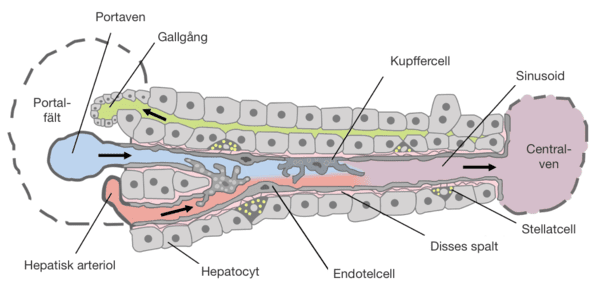 Portaven
Gallgång
Kupffercell
Sinusoid
Portal-
fält
Central-
ven
Stellatcell
Disses spalt
Hepatisk arteriol
Hepatocyt
Endotelcell